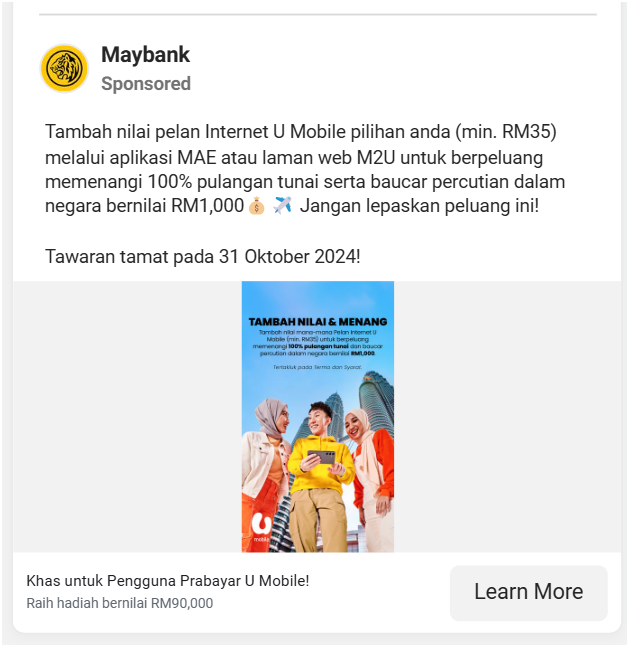 Maybank
Sponsored
Tambah nilai pelan Internet U Mobile pilihan anda (min. RM35)
melalui aplikasi MAE atau laman web M2U untuk berpeluang
memenangi 100% pulangan tunai serta baucar percutian dalam
negara bernilai RM1,000💰 ✈️ Jangan lepaskan peluang ini!
Tawaran tamat pada 31 Oktober 2024!
TAMBAH NILAI & MENANG
Tambah nilai mana-mana Pelan Internet U
Mobile (min. RM35) untuk berpeluang
memenangi 100% pulangan tunai dan baucar
percutian dalam negara bernilai RM1,000
Tertakluk pada Terma dan Syarat
U
mobile
Khas untuk Pengguna Prabayar U Mobile!
Raih hadiah bernilai RM90,000
Learn More